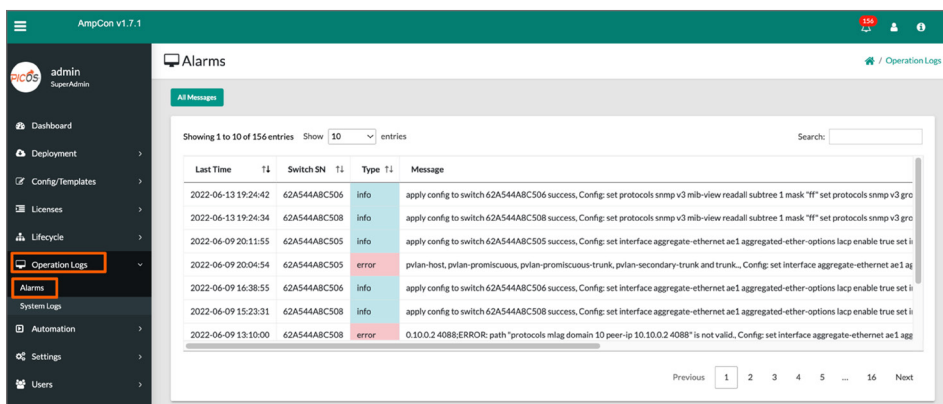 AmpCon v1.7.1
156
PICOS
admin
SuperAdmin
Dashboard
Deployment
Config/Templates
Licenses
Lifecycle
Operation Logs
Alarms
System Logs
Automation
Settings
Users
Alarms
/ Operation Logs
All Messages
Showing 1 to 10 of 156 entries Show 10 entries
Search:
Last Time Switch SN Type Message
2022-06-13 19:24:42 62A544A8C506 info apply config to switch 62A544A8C506 success, Config: set protocols snmp v3 mib-view readall subtree 1 mask "ff" set protocols snmp v3 gro
2022-06-13 19:24:34 62A544A8C508 info apply config to switch 62A544A8C508 success, Config: set protocols snmp v3 mib-view readall subtree 1 mask "ff" set protocols snmp v3 gro
2022-06-09 20:11:55 62A544A8C505 info apply config to switch 62A544A8C505 success, Config: set interface aggregate-ethernet ae1 aggregated-ether-options lacp enable true set i
2022-06-09 20:04:54 62A544A8C505 error pvlan-host, pvlan-promiscuous, pvlan-promiscuous-trunk, pvlan-secondary-trunk and trunk.., Config: set interface aggregate-ethernet ae1 ag
2022-06-09 16:38:55 62A544A8C506 info apply config to switch 62A544A8C506 success, Config: set interface aggregate-ethernet ae1 aggregated-ether-options lacp enable true set i
2022-06-09 15:23:31 62A544A8C508 info apply config to switch 62A544A8C508 success, Config: set interface aggregate-ethernet ae1 aggregated-ether-options lacp enable true set i
2022-06-09 13:10:00 62A544A8C508 error 0.10.0.2 4088;ERROR: path "protocols mlag domain 10 peer-ip 10.10.0.2 4088" is not valid., Config: set interface aggregate-ethernet ae1 agg
Previous 1 2 3 4 5 ... 16 Next